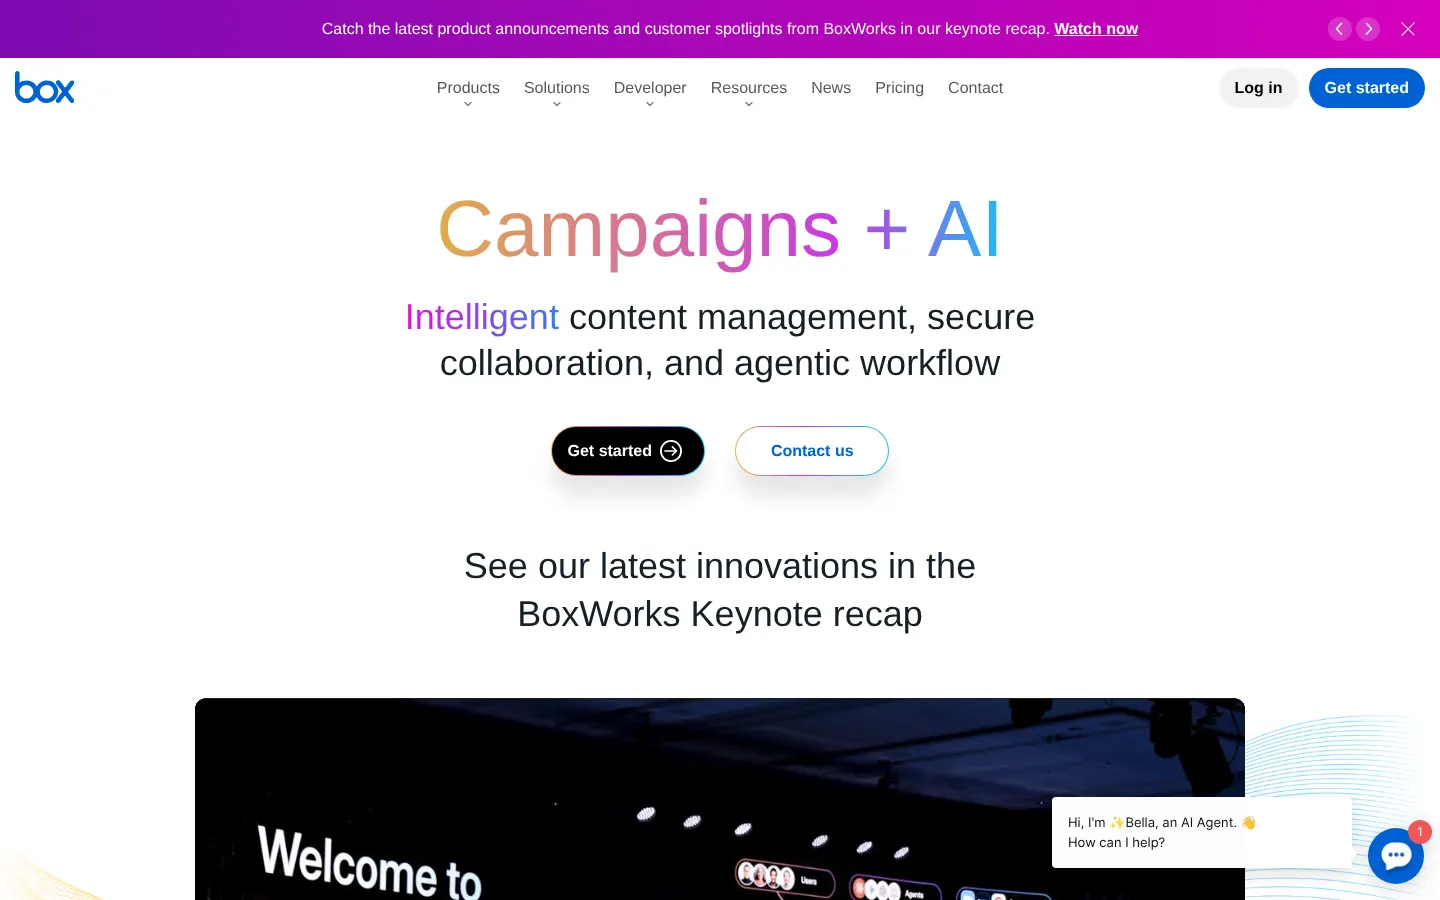 Catch the latest product announcements and customer spotlights from BoxWorks in our keynote recap. Watch now
box
Products
Solutions
Developer
Resources
News
Pricing
Contact
Log in
Get started
Campaigns + AI
Intelligent content management, secure
collaboration, and agentic workflow
Get started
Contact us
See our latest innovations in the
BoxWorks Keynote recap
Welcome to
Users
Agents
Hi, I'm ✨Bella, an AI Agent. 👋
How can I help?
1